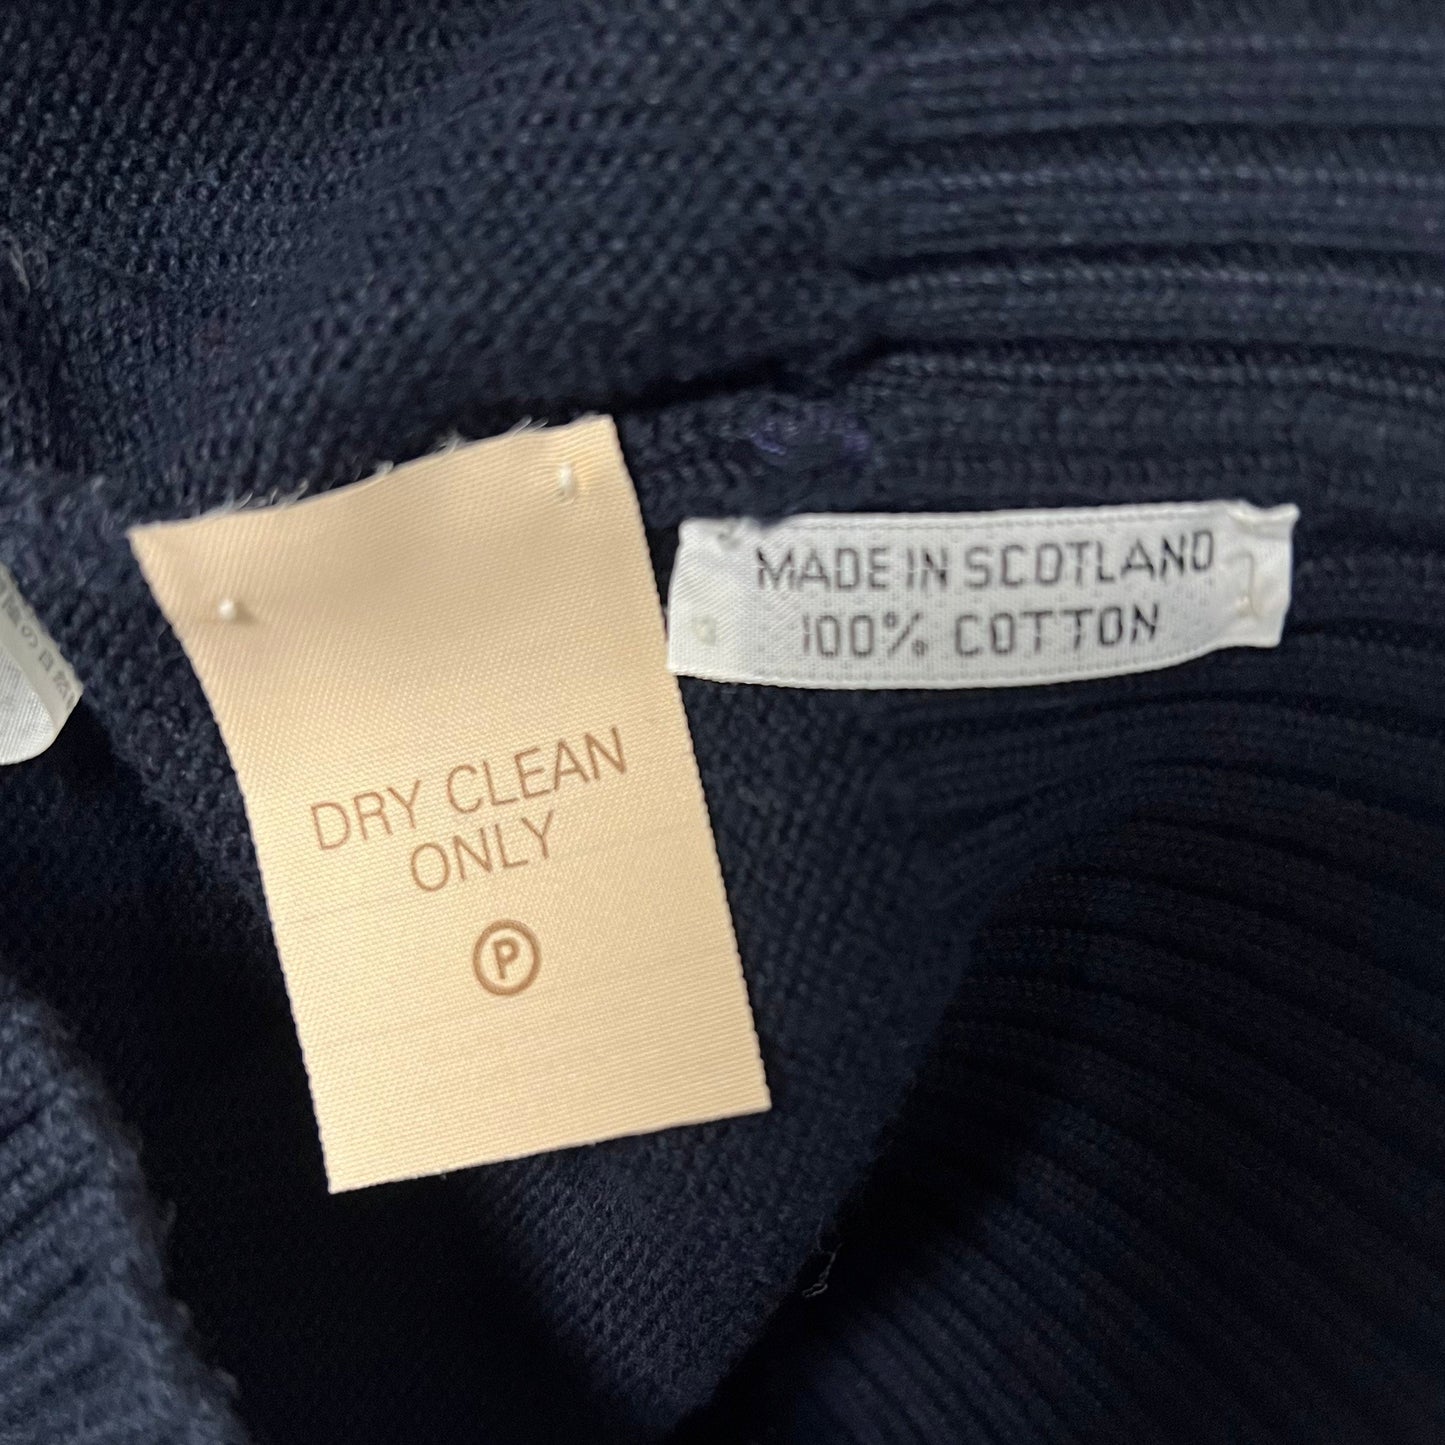 DRY CLEAN
ONLY
P
MADE IN SCOTLAND
100% COTTON